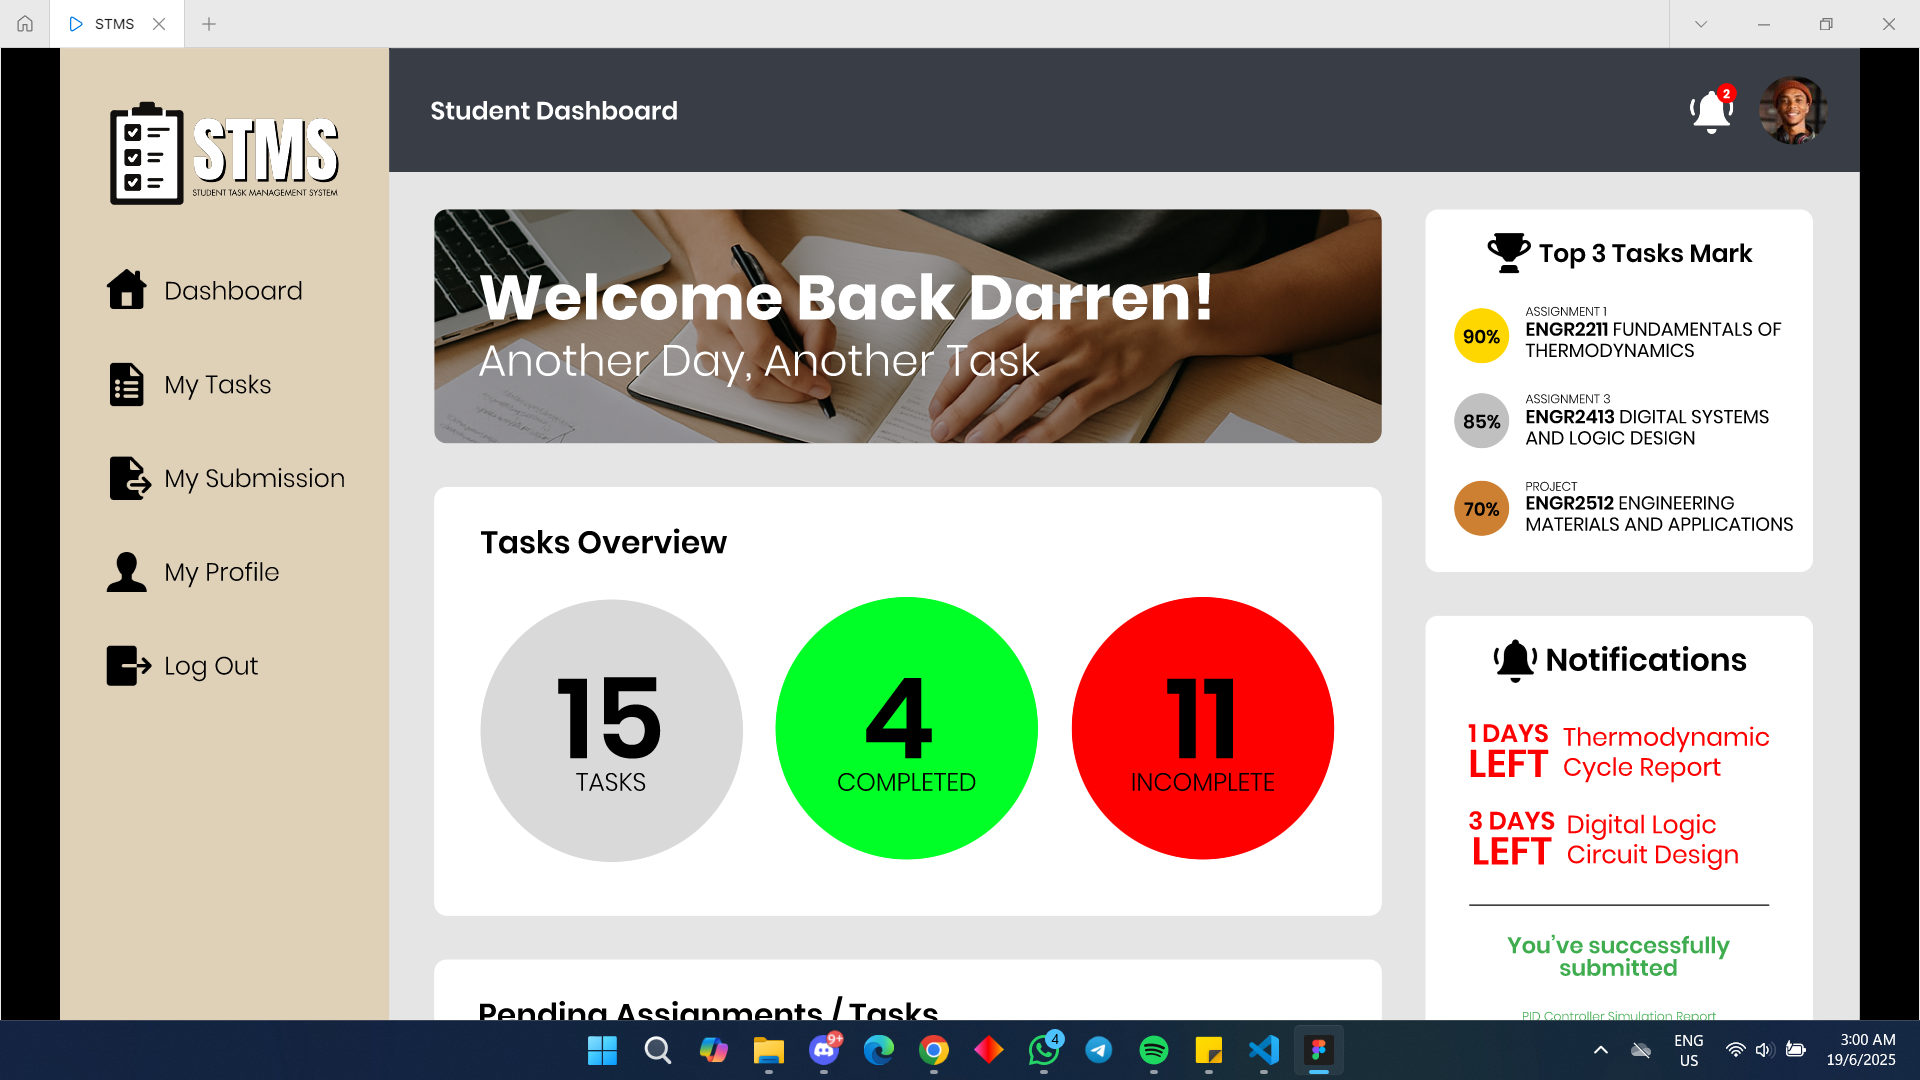 STMS
Student Dashboard
2
STMS
STUDENT TASK MANAGEMENT SYSTEM
Dashboard
My Tasks
My Submission
My Profile
Log Out
Welcome Back Darren!
Another Day, Another Task
Tasks Overview
15
TASKS
4
COMPLETED
11
INCOMPLETE
Pending Assignments / Tasks
Top 3 Tasks Mark
90%
ASSIGNMENT 1
ENGR2211 FUNDAMENTALS OF
THERMODYNAMICS
85%
ASSIGNMENT 3
ENGR2413 DIGITAL SYSTEMS
AND LOGIC DESIGN
70%
PROJECT
ENGR2512 ENGINEERING
MATERIALS AND APPLICATIONS
Notifications
1 DAYS
LEFT
Thermodynamic
Cycle Report
3 DAYS
LEFT
Digital Logic
Circuit Design
You've successfully
submitted
PID Controller Simulation Report
9+
4
ENG
US
3:00 AM
19/6/2025